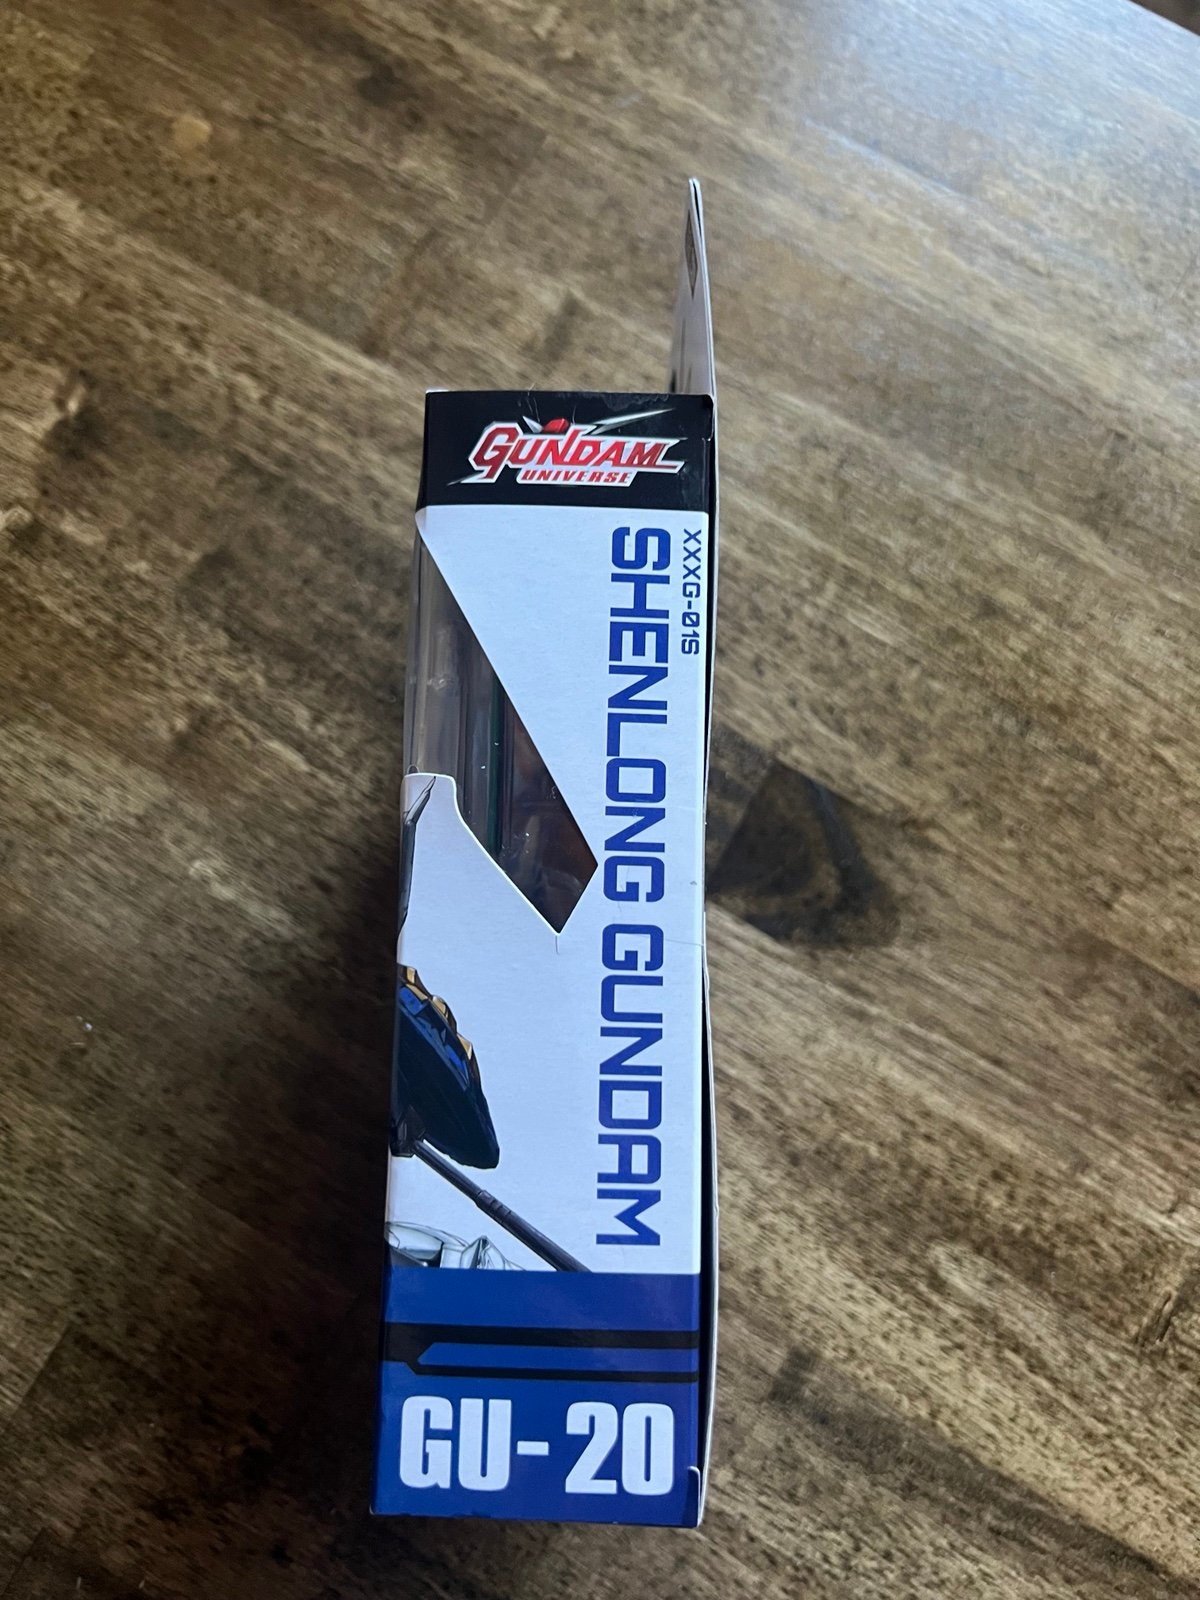 GUNDAM
UNIVERSE
XXXG-01S
SHENLONG GUNDAM
GU-20